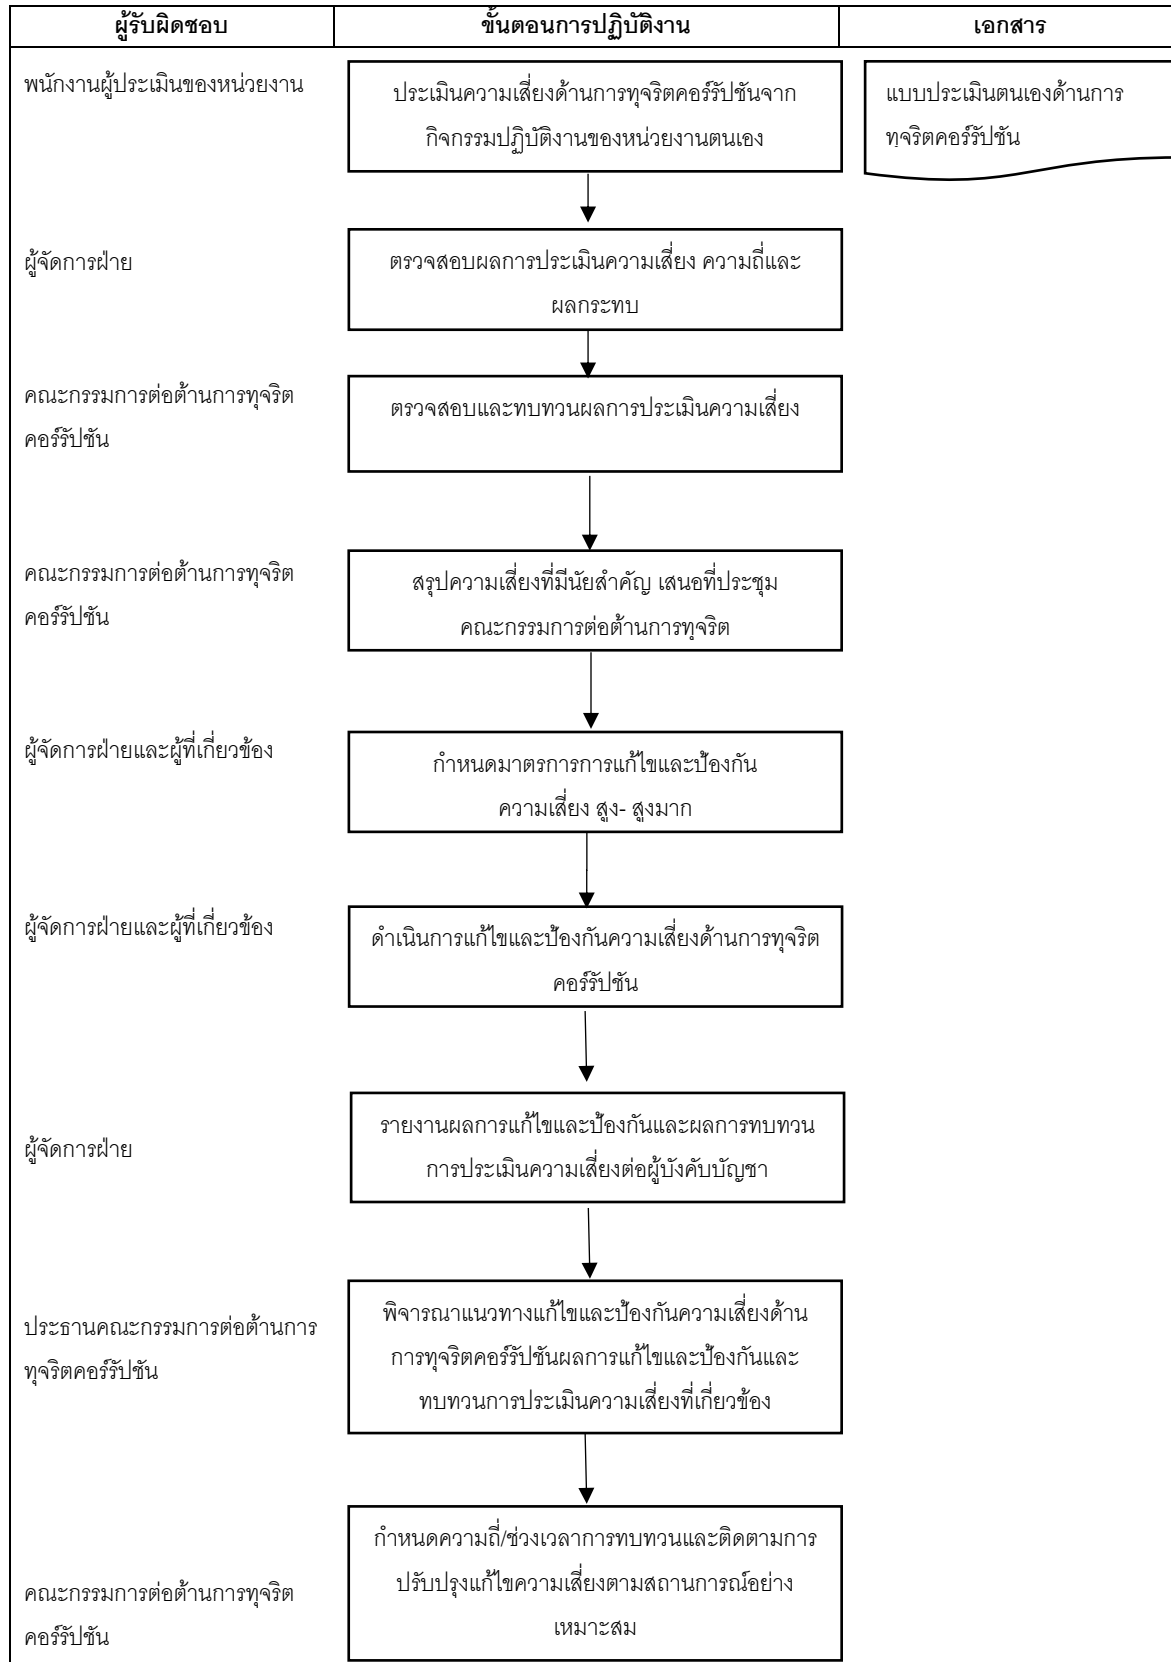 ผู้รับผิดชอบ
ขั้นตอนการปฏิบัติงาน
เอกสาร
พนักงานผู้ประเมินของหน่วยงาน
ประเมินความเสี่ยงด้านการทุจริตคอร์รัปชันจาก
กิจกรรมปฏิบัติงานของหน่วยงานตนเอง
แบบประเมินตนเองด้านการ
ทุจริตคอร์รัปชัน
ผู้จัดการฝ่าย
ตรวจสอบผลการประเมินความเสี่ยง ความถี่และ
ผลกระทบ
คณะกรรมการต่อต้านการทุจริต
คอร์รัปชัน
ตรวจสอบและทบทวนผลการประเมินความเสี่ยง
คณะกรรมการต่อต้านการทุจริต
คอร์รัปชัน
สรุปความเสี่ยงที่มีนัยสำคัญ เสนอที่ประชุม
คณะกรรมการต่อต้านการทุจริต
ผู้จัดการฝ่ายและผู้ที่เกี่ยวข้อง
กำหนดมาตรการการแก้ไขและป้องกัน
ความเสี่ยง สูง- สูงมาก
ผู้จัดการฝ่ายและผู้ที่เกี่ยวข้อง
ดำเนินการแก้ไขและป้องกันความเสี่ยงด้านการทุจริต
คอร์รัปชัน
ผู้จัดการฝ่าย
รายงานผลการแก้ไขและป้องกันและผลการทบทวน
การประเมินความเสี่ยงต่อผู้บังคับบัญชา
ประธานคณะกรรมการต่อต้านการ
ทุจริตคอร์รัปชัน
พิจารณาแนวทางแก้ไขและป้องกันความเสี่ยงด้าน
การทุจริตคอร์รัปชันผลการแก้ไขและป้องกันและ
ทบทวนการประเมินความเสี่ยงที่เกี่ยวข้อง
คณะกรรมการต่อต้านการทุจริต
คอร์รัปชัน
กำหนดความถี่/ช่วงเวลาการทบทวนและติดตามการ
ปรับปรุงแก้ไขความเสี่ยงตามสถานการณ์อย่าง
เหมาะสม